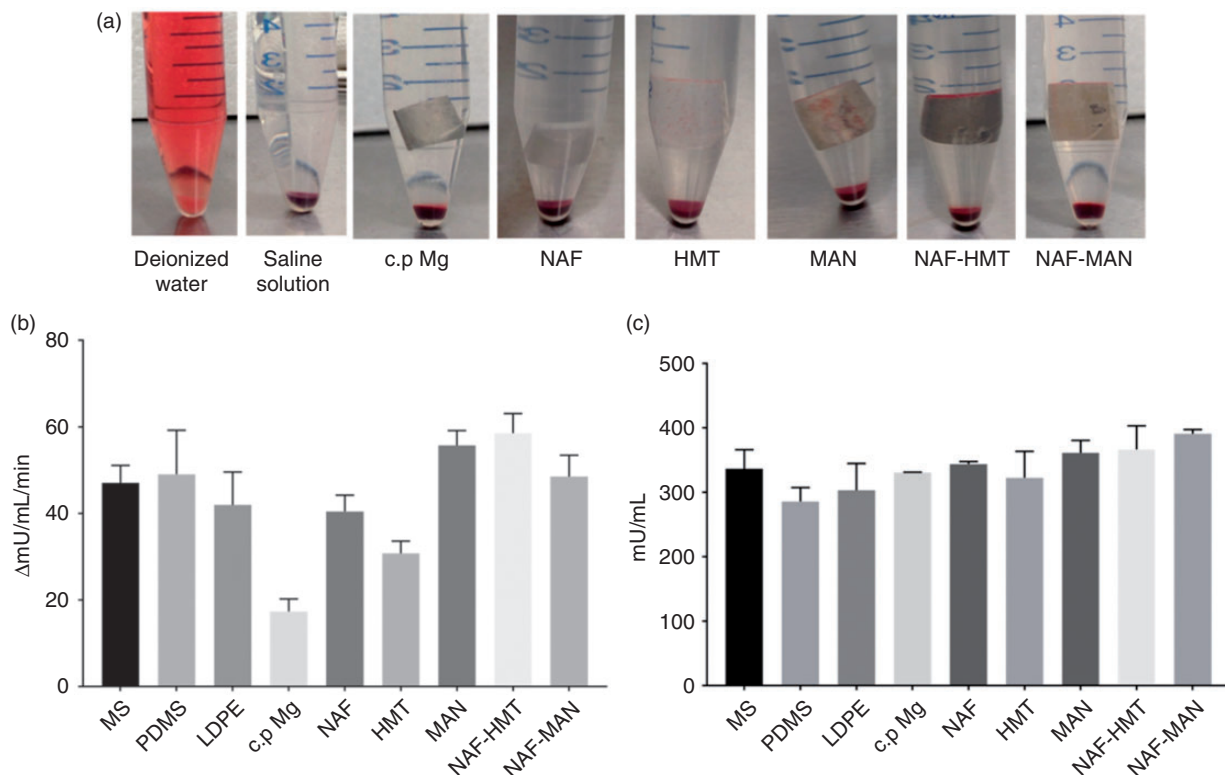 (a)
Deionized
water
Saline
solution
c.p Mg
NAF
HMT
MAN
NAF-HMT
NAF-MAN
(b)
80
60
40
20
0
ΔmU/mL/min
MS
PDMS
LDPE
c.p Mg
NAF
HMT
MAN
NAF-HMT
NAF-MAN
(c)
500
400
300
200
100
0
mU/mL
MS
PDMS
LDPE
c.p Mg
NAF
HMT
MAN
NAF-HMT
NAF-MAN